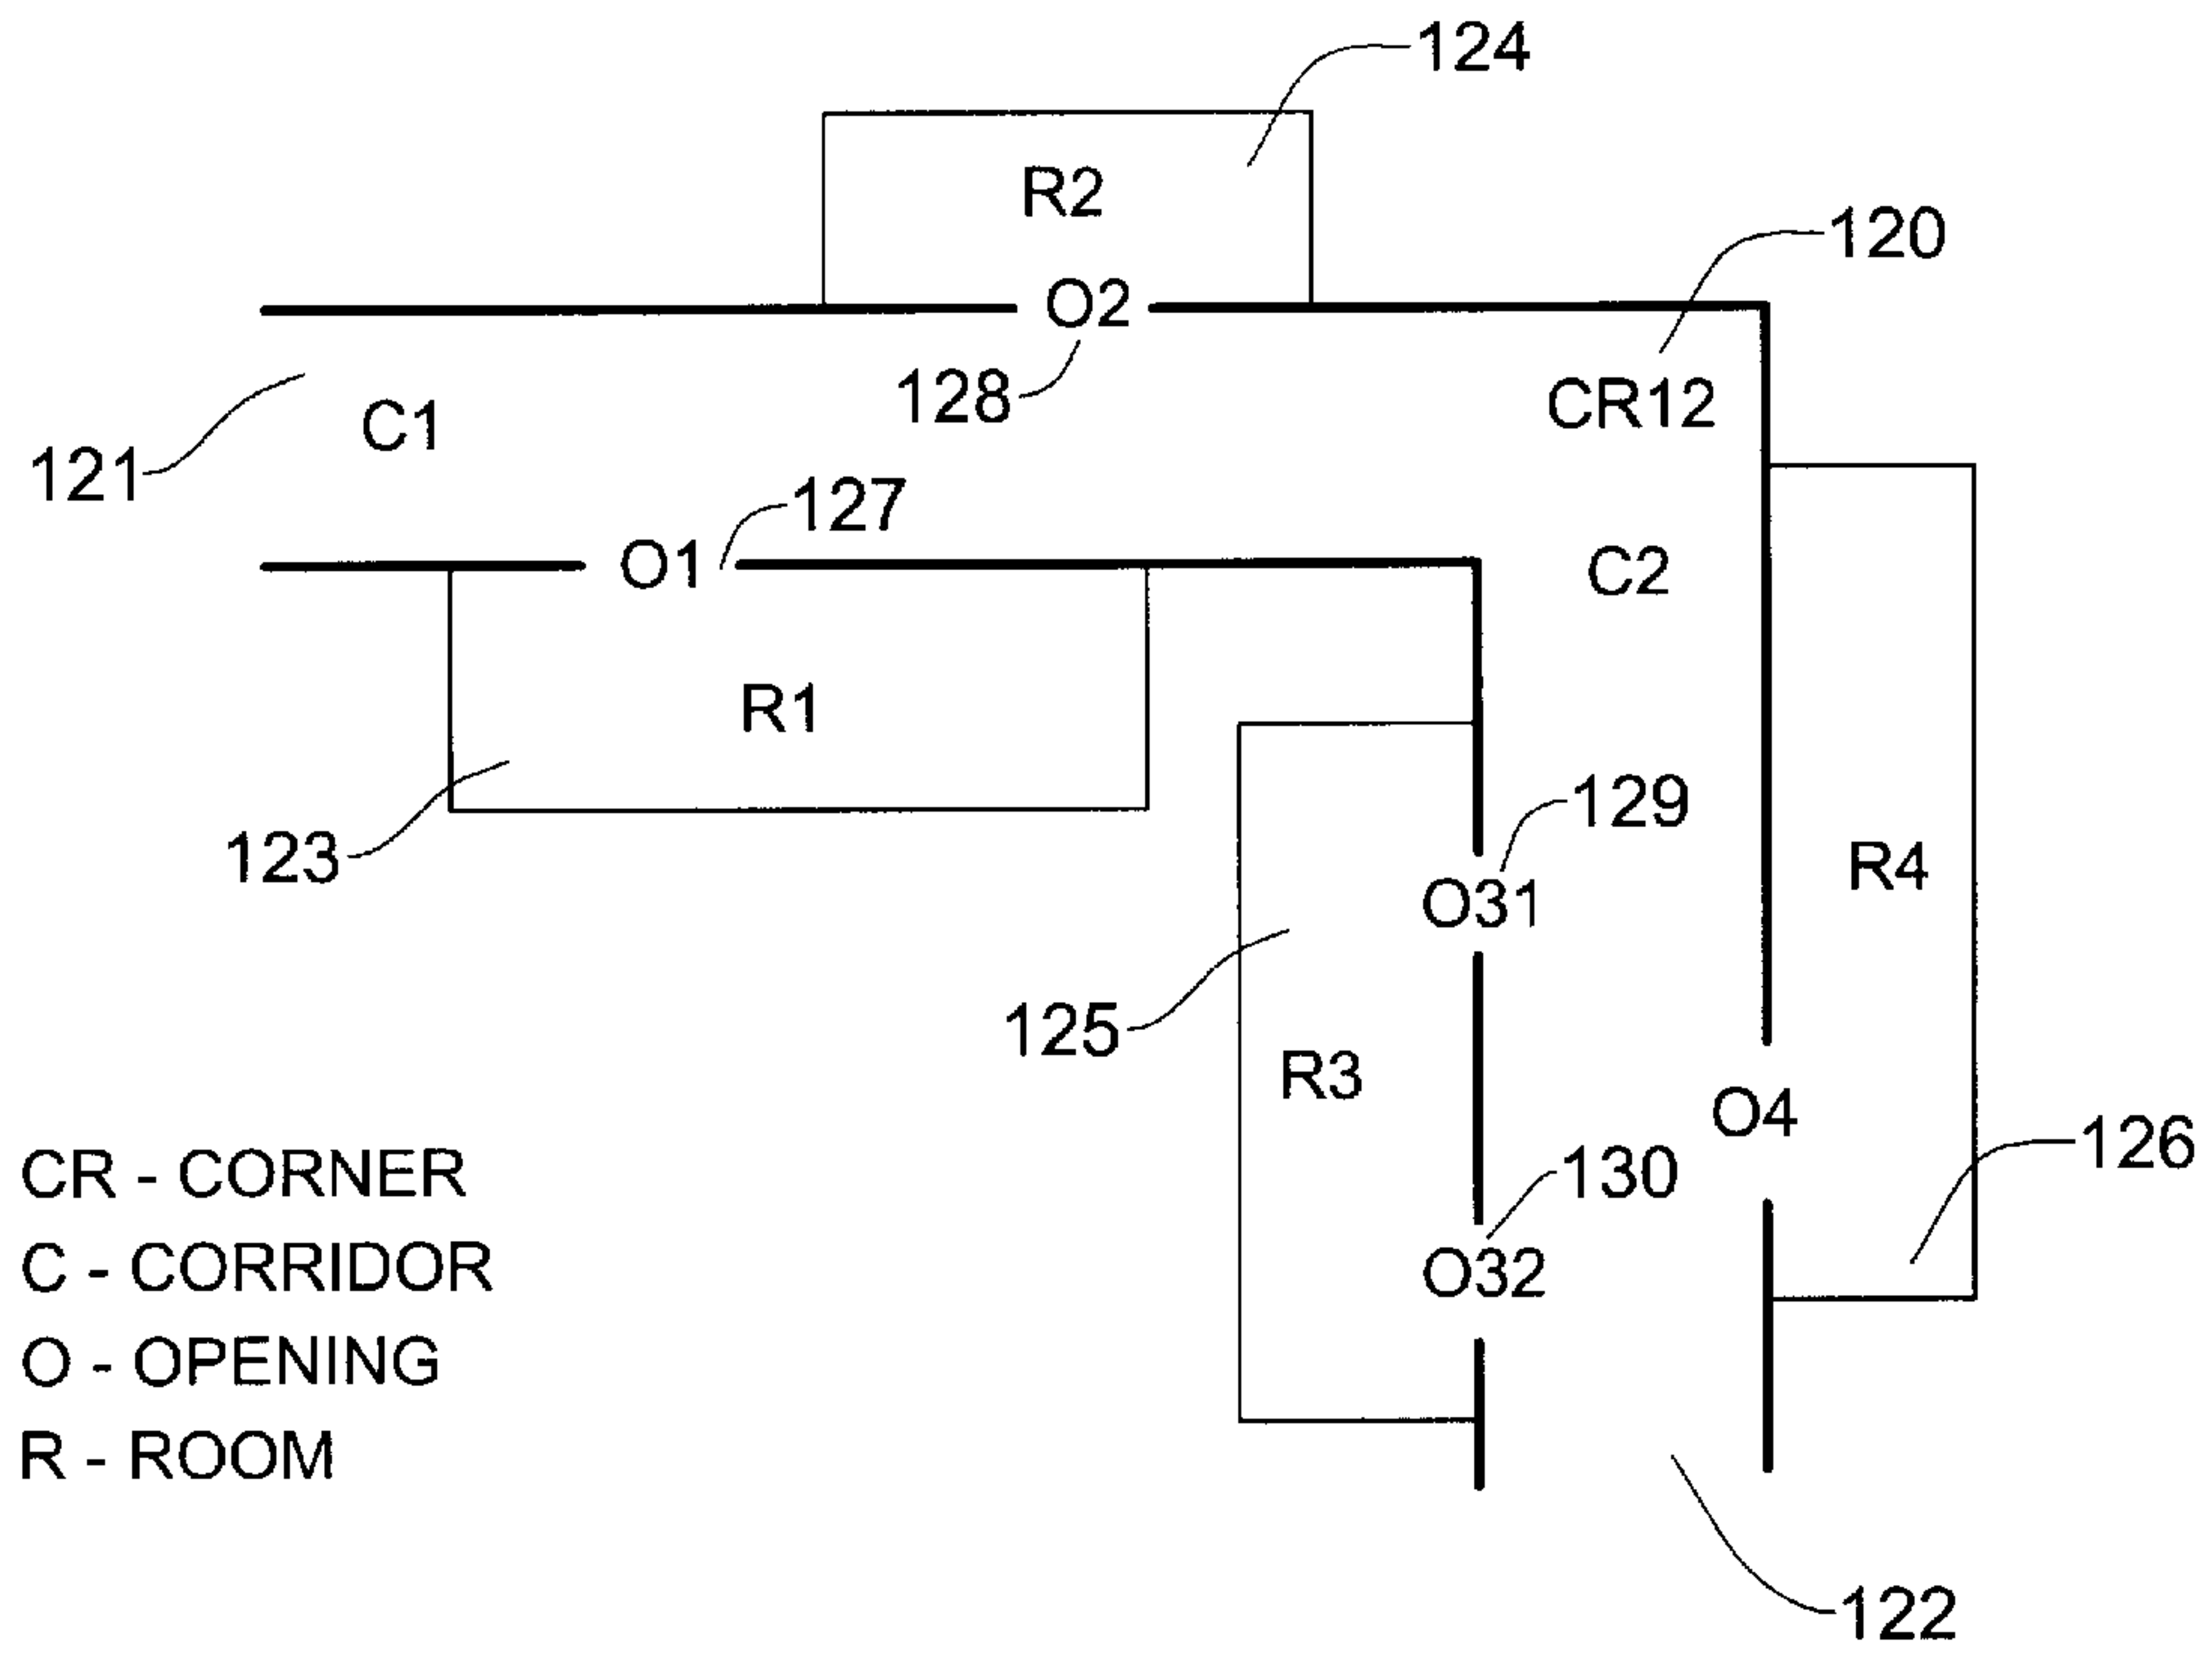 124
R2
120
O2
128
CR12
C1
121
127
O1
C2
R1
129
123
R4
O31
125
R3
O4
126
130
O32
CR - CORNER
C - CORRIDOR
O - OPENING
R - ROOM
122